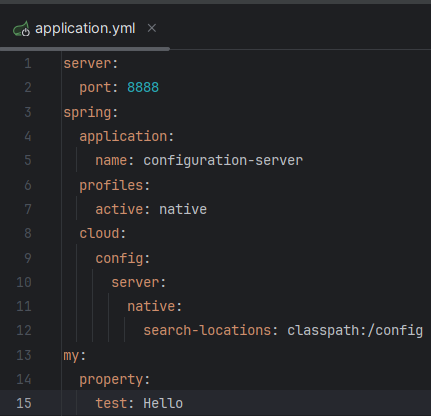 application.yml
1 server:
2   port: 8888
3 spring:
4   application:
5     name: configuration-server
6   profiles:
7     active: native
8   cloud:
9     config:
10       server:
11         native:
12           search-locations: classpath:/config
13 my:
14   property:
15     test: Hello